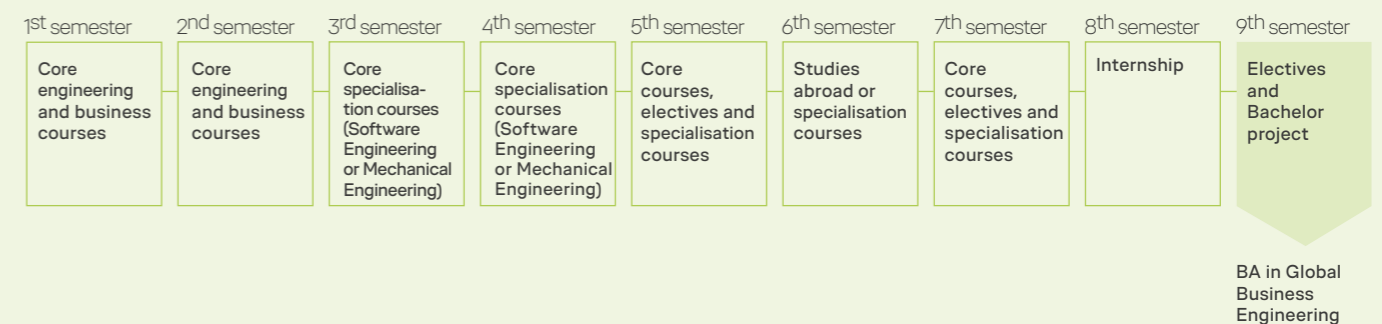 1st semester
Core
engineering
and business
courses
2nd semester
Core
engineering
and business
courses
3rd semester
Core
specialisa-
tion courses
(Software
Engineering
or Mechanical
Engineering)
4th semester
Core
specialisation
courses
(Software
Engineering
or Mechanical
Engineering)
5th semester
Core
courses,
electives and
specialisation
courses
6th semester
Studies
abroad or
specialisation
courses
7th semester
Core
courses,
electives and
specialisation
courses
8th semester
Internship
9th semester
Electives
and
Bachelor
project
BA in Global
Business
Engineering